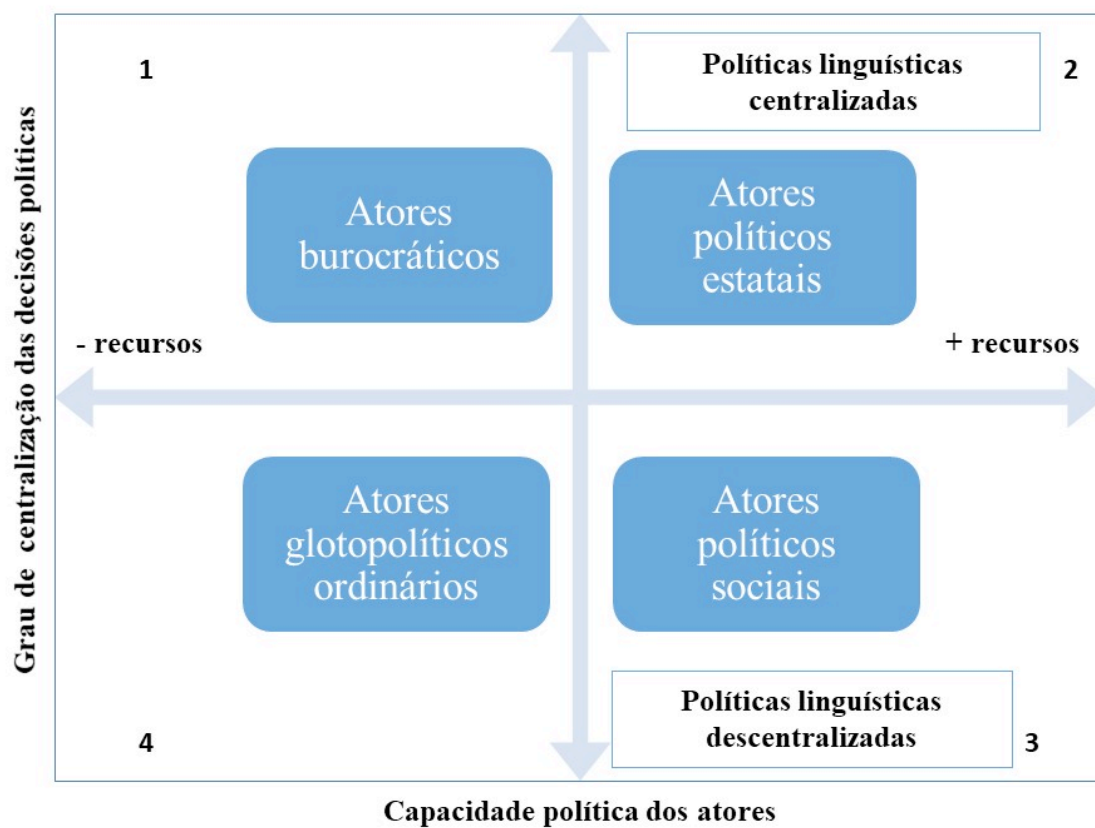 1
Políticas linguísticas
centralizadas
2
Atores
burocráticos
Atores
políticos
estatais
- recursos
+ recursos
Grau de centralização das decisões políticas
Atores
glotopolíticos
ordinários
Atores
políticos
sociais
4
Políticas linguísticas
descentralizadas
3
Capacidade política dos atores